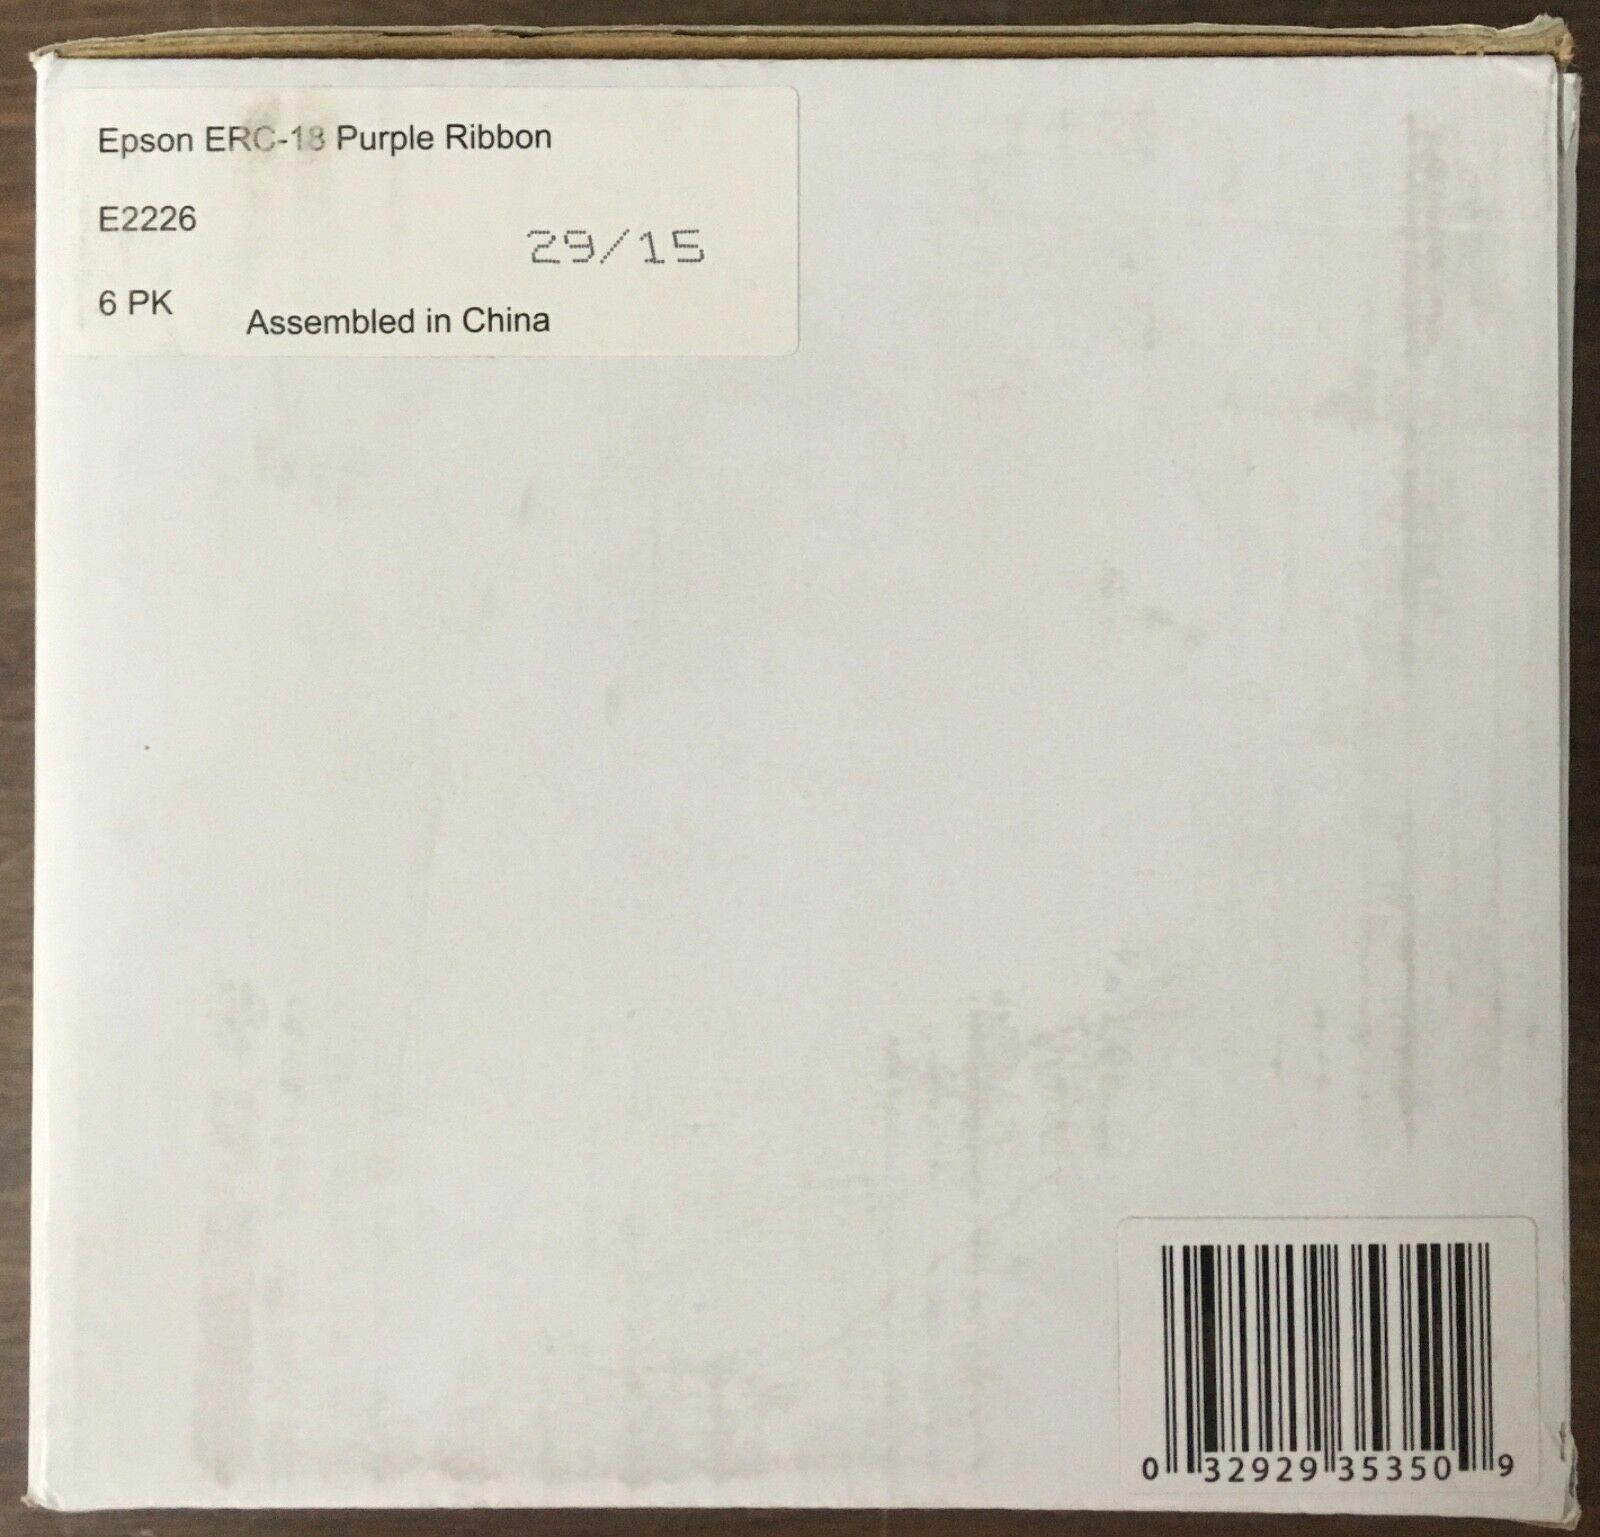 Epson ERC-18 Purple Ribbon
E2226
29/15
6 PK
Assembled in China
0 32929 35350 9